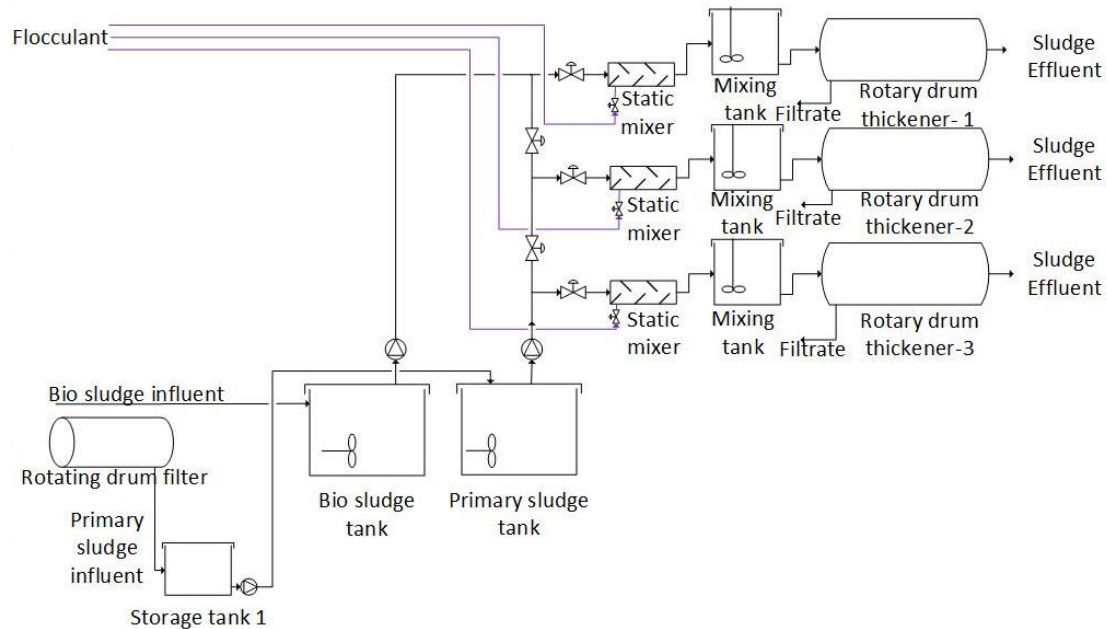 Flocculant
Static
mixer
Mixing
tank
Filtrate
Rotary drum
thickener- 1
Sludge
Effluent
Static
mixer
Mixing
tank
Filtrate
Rotary drum
thickener-2
Sludge
Effluent
Static
mixer
Mixing
tank
Filtrate
Rotary drum
thickener-3
Sludge
Effluent
Bio sludge influent
Rotating drum filter
Primary
sludge
influent
Storage tank 1
Bio sludge
tank
Primary sludge
tank